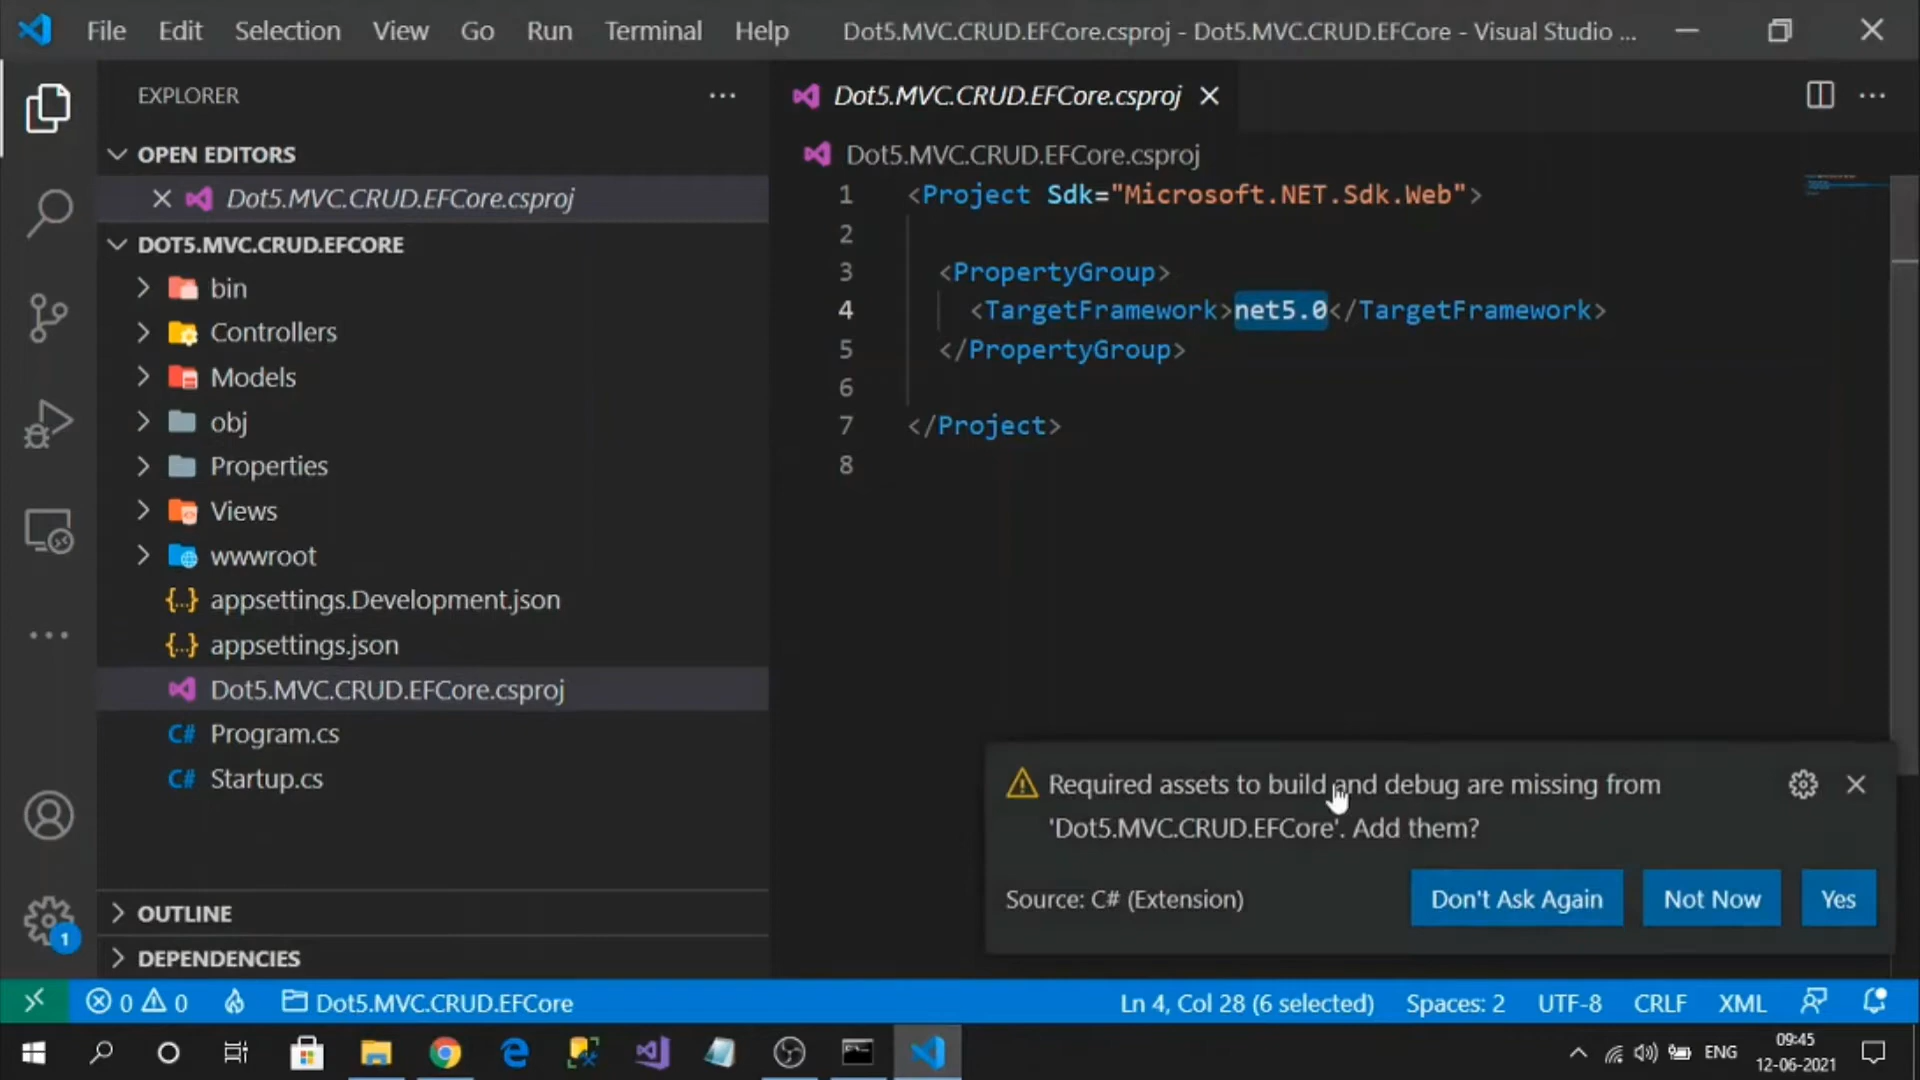 File Edit Selection View Go Run Terminal Help Dot5.MVC.CRUD.EFCore.csproj - Dot5.MVC.CRUD.EFCore - Visual Studio ...
EXPLORER
OPEN EDITORS
Dot5.MVC.CRUD.EFCore.csproj
DOT5.MVC.CRUD.EFCORE
bin
Controllers
Models
obj
Properties
Views
wwwroot
{..} appsettings.Development.json
{..} appsettings.json
Dot5.MVC.CRUD.EFCore.csproj
C# Program.cs
C# Startup.cs
OUTLINE
DEPENDENCIES
Dot5.MVC.CRUD.EFCore.csproj
Dot5.MVC.CRUD.EFCore.csproj
1 <Project Sdk="Microsoft.NET.Sdk.Web">
2
3 <PropertyGroup>
4 <TargetFramework>net5.0</TargetFramework>
5 </PropertyGroup>
6
7 </Project>
8
Required assets to build and debug are missing from
'Dot5.MVC.CRUD.EFCore'. Add them?
Source: C# (Extension) Don't Ask Again Not Now Yes
1
0 0 Dot5.MVC.CRUD.EFCore Ln 4, Col 28 (6 selected) Spaces: 2 UTF-8 CRLF XML
ENG
09:45
12-06-2021